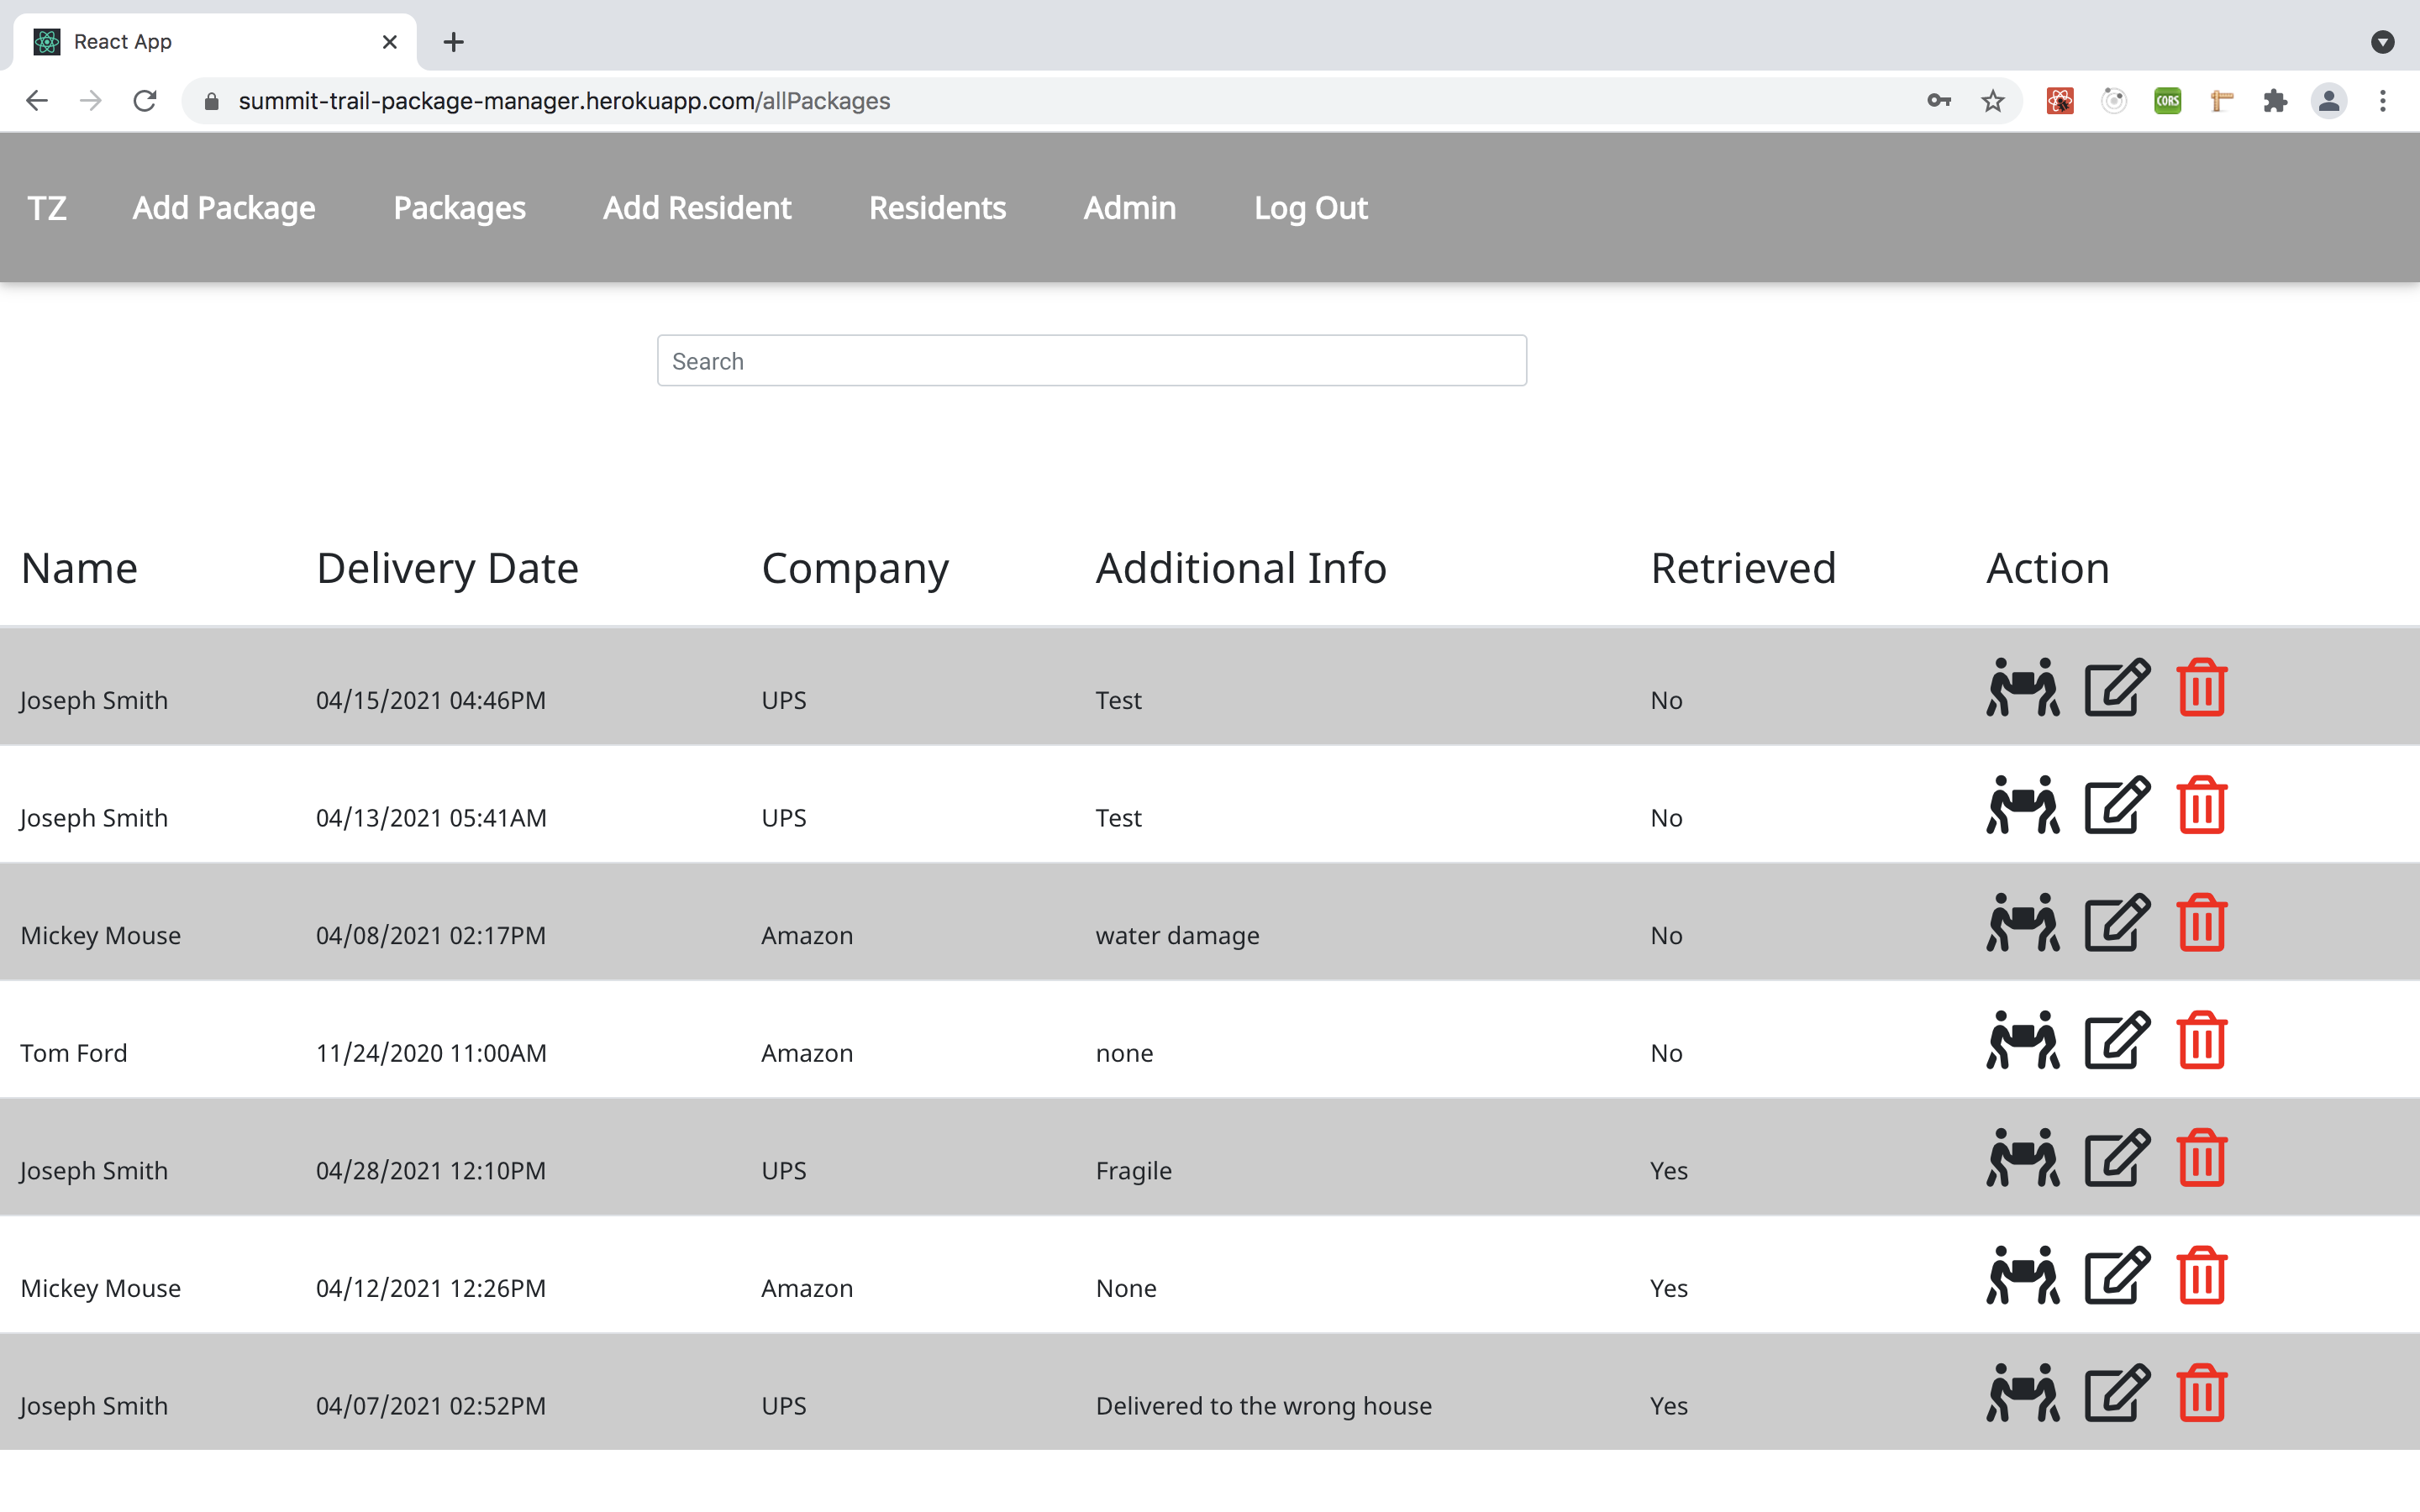 React App
summit-trail-package-manager.herokuapp.com/allPackages
CORS
TZ Add Package Packages Add Resident Residents Admin Log Out
Search
Name Delivery Date Company Additional Info Retrieved Action
Joseph Smith 04/15/2021 04:46PM UPS Test No
Joseph Smith 04/13/2021 05:41AM UPS Test No
Mickey Mouse 04/08/2021 02:17PM Amazon water damage No
Tom Ford 11/24/2020 11:00AM Amazon none No
Joseph Smith 04/28/2021 12:10PM UPS Fragile Yes
Mickey Mouse 04/12/2021 12:26PM Amazon None Yes
Joseph Smith 04/07/2021 02:52PM UPS Delivered to the wrong house Yes